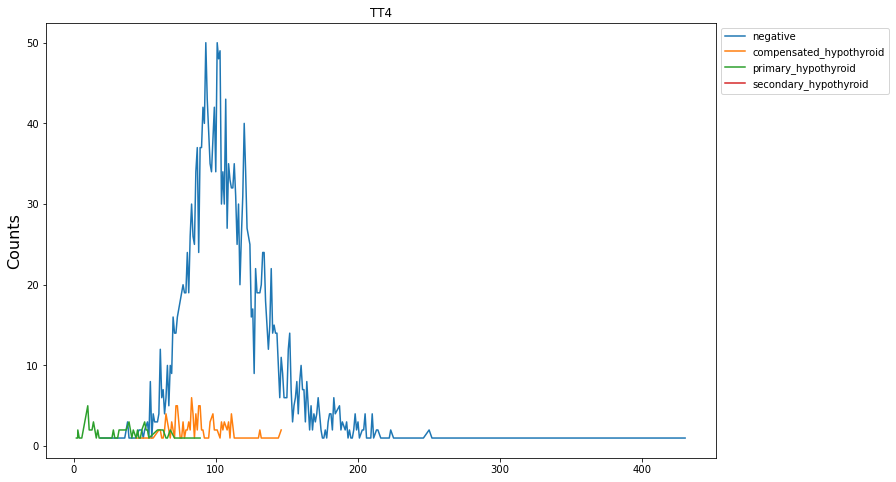 TT4
Counts
50
40
30
20
10
0
0
100
200
300
400
negative
compensated_hypothyroid
primary_hypothyroid
secondary_hypothyroid